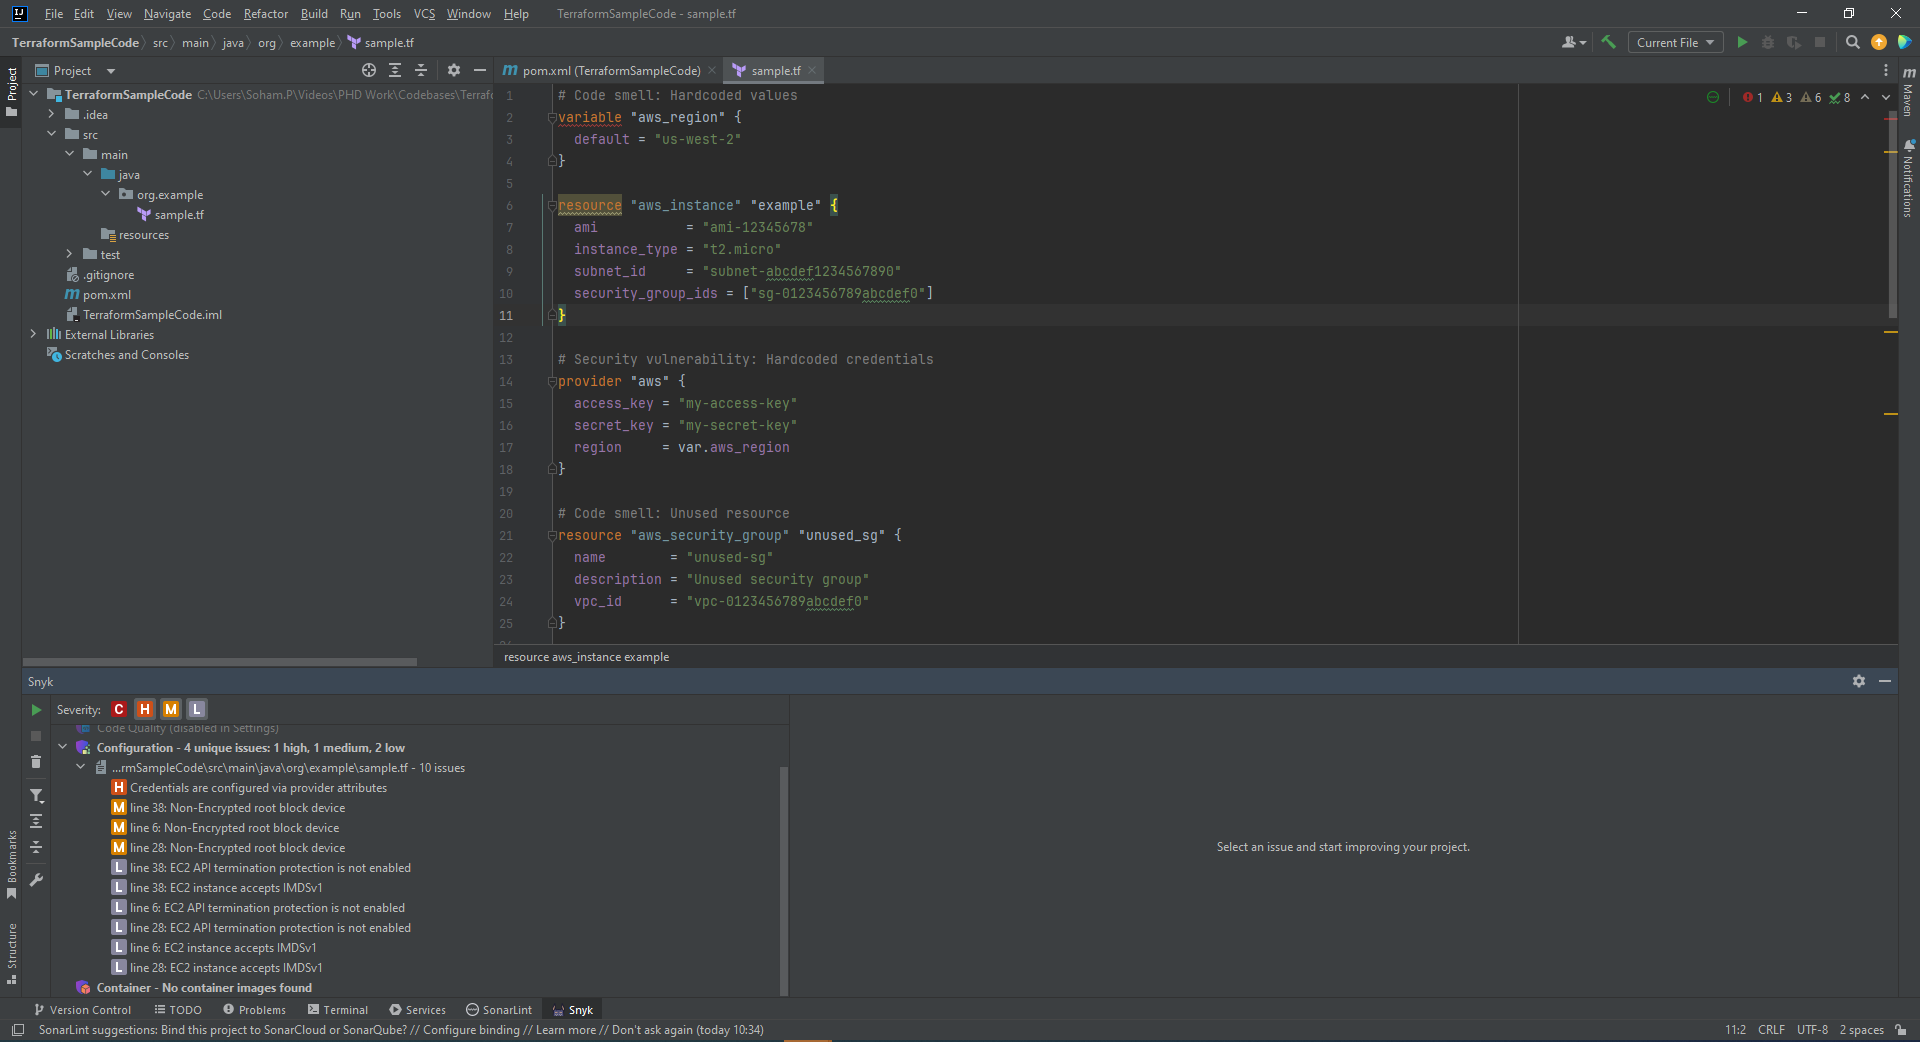 File Edit View Navigate Code Refactor Build Run Tools VCS Window Help TerraformSampleCode - sample.tf
TerraformSampleCode src main java org example sample.tf
Current File
Project
pom.xml (TerraformSampleCode)
sample.tf
Project
Bookmarks
Structure
Maven
Notifications
TerraformSampleCode C:\Users\Soham.P\Videos\PHD Work\Codebases\Terrafo
.idea
src
main
java
org.example
sample.tf
resources
test
.gitignore
pom.xml
TerraformSampleCode.iml
External Libraries
Scratches and Consoles
1 3 6 8
1 # Code smell: Hardcoded values
2 variable "aws_region" {
3 default = "us-west-2"
4 }
5
6 resource "aws_instance" "example" {
7 ami = "ami-12345678"
8 instance_type = "t2.micro"
9 subnet_id = "subnet-abcdef1234567890"
10 security_group_ids = ["sg-0123456789abcdef0"]
11 }
12
13 # Security vulnerability: Hardcoded credentials
14 provider "aws" {
15 access_key = "my-access-key"
16 secret_key = "my-secret-key"
17 region = var.aws_region
18 }
19
20 # Code smell: Unused resource
21 resource "aws_security_group" "unused_sg" {
22 name = "unused-sg"
23 description = "Unused security group"
24 vpc_id = "vpc-0123456789abcdef0"
25 }
resource aws_instance example
Snyk
Severity: C H M L
Code Quality (disabled in Settings)
Configuration - 4 unique issues: 1 high, 1 medium, 2 low
...rmSampleCode\src\main\java\org\example\sample.tf - 10 issues
H Credentials are configured via provider attributes
M line 38: Non-Encrypted root block device
M line 6: Non-Encrypted root block device
M line 28: Non-Encrypted root block device
L line 38: EC2 API termination protection is not enabled
L line 38: EC2 instance accepts IMDSv1
L line 6: EC2 API termination protection is not enabled
L line 28: EC2 API termination protection is not enabled
L line 6: EC2 instance accepts IMDSv1
L line 28: EC2 instance accepts IMDSv1
Container - No container images found
Select an issue and start improving your project.
Version Control TODO Problems Terminal Services SonarLint Snyk
SonarLint suggestions: Bind this project to SonarCloud or SonarQube? // Configure binding // Learn more // Don't ask again (today 10:34)
11:2 CRLF UTF-8 2 spaces